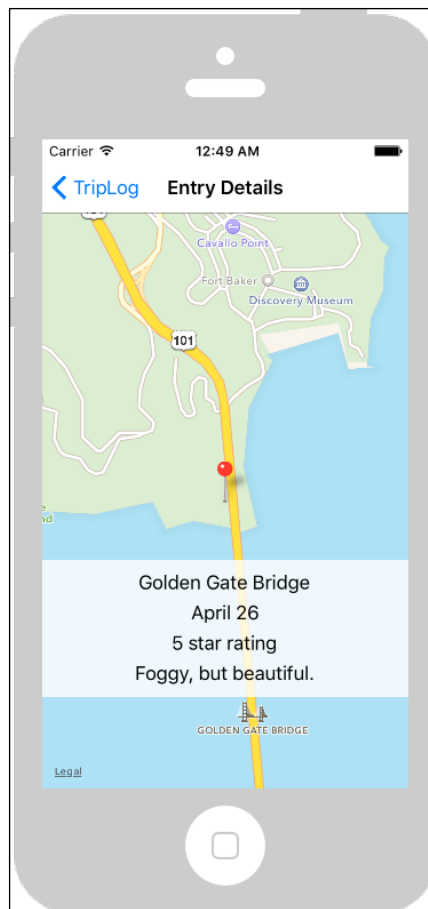 Carrier 12:49 AM
TripLog Entry Details
Cavallo Point
Fort Baker
Discovery Museum
101
Golden Gate Bridge
April 26
5 star rating
Foggy, but beautiful.
GOLDEN GATE BRIDGE
Legal